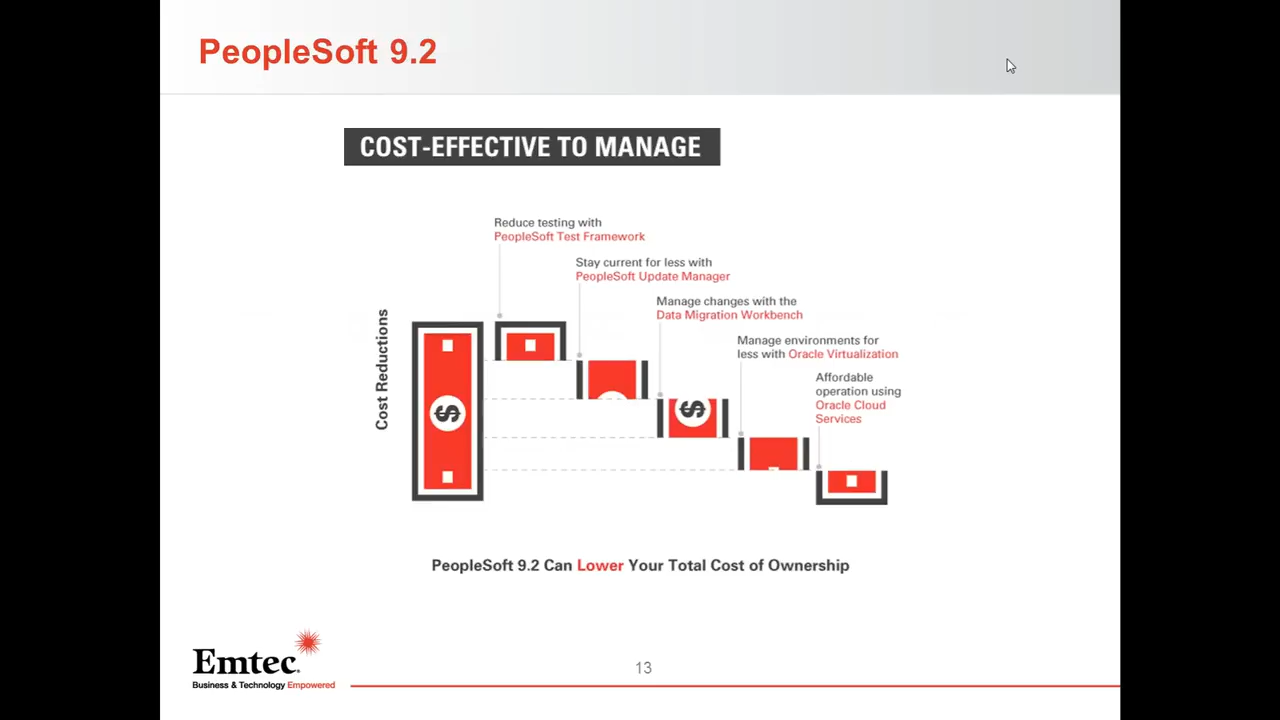 PeopleSoft 9.2
COST-EFFECTIVE TO MANAGE
Reduce testing with
PeopleSoft Test Framework
Stay current for less with
PeopleSoft Update Manager
Manage changes with the
Data Migration Workbench
Manage environments for
less with Oracle Virtualization
Affordable
operation using
Oracle Cloud
Services
Cost Reductions
$
$
PeopleSoft 9.2 Can Lower Your Total Cost of Ownership
Emtec
Business & Technology Empowered
13